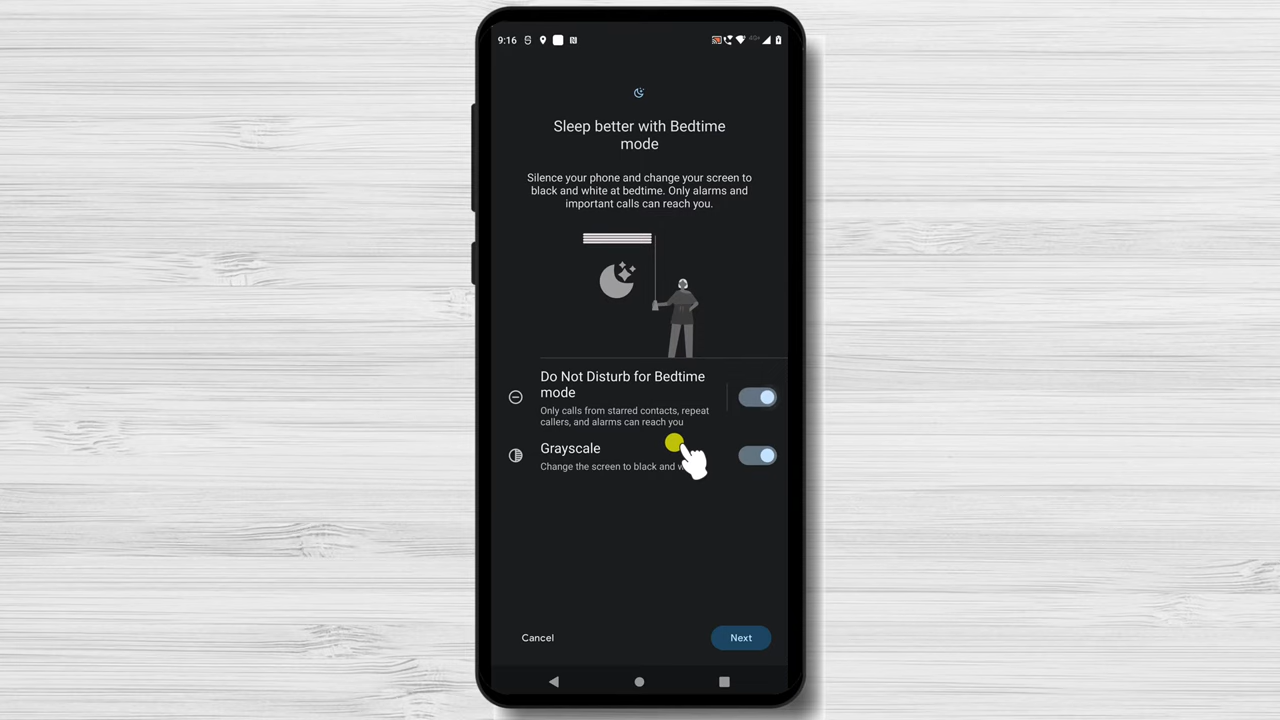 9:16
4G+
Sleep better with Bedtime
mode
Silence your phone and change your screen to
black and white at bedtime. Only alarms and
important calls can reach you.
Do Not Disturb for Bedtime
mode
Only calls from starred contacts, repeat
callers, and alarms can reach you
Grayscale
Change the screen to black and
Cancel
Next